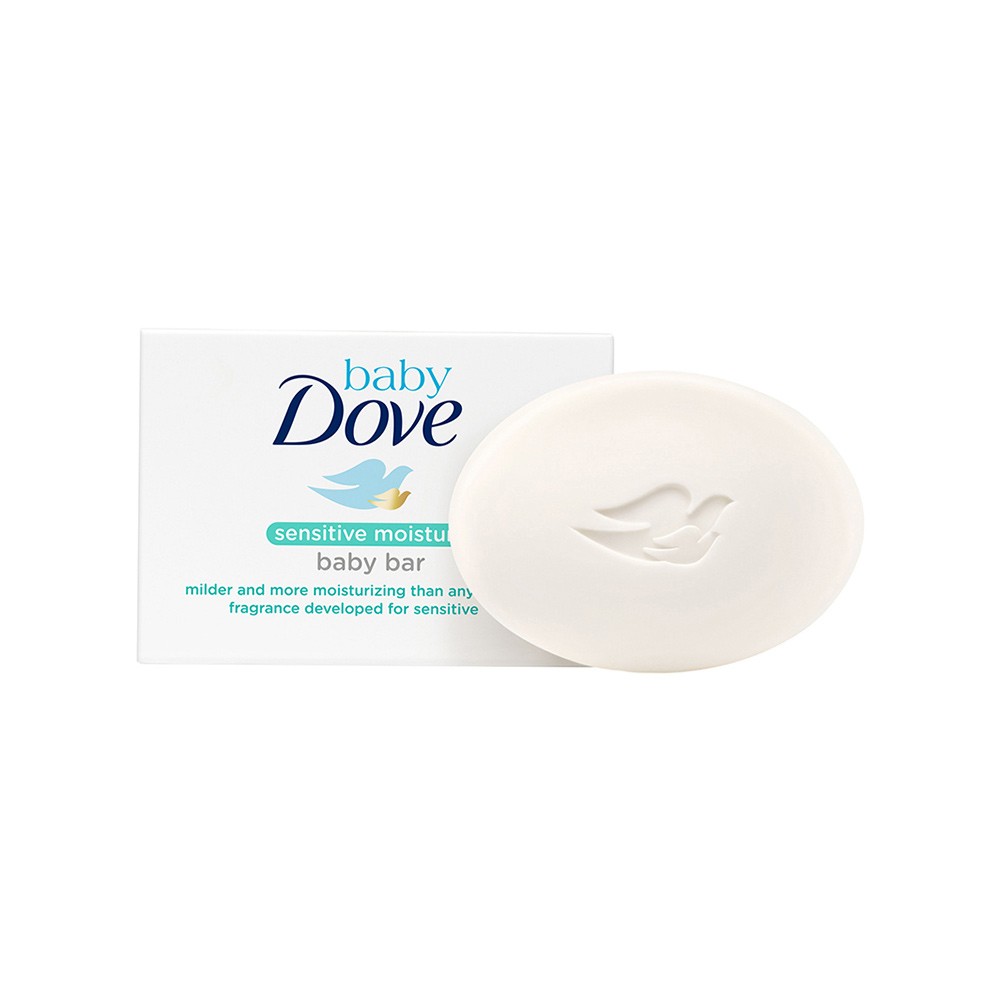 baby
Dove
sensitive moistu
baby bar
milder and more moisturizing than any
fragrance developed for sensitive